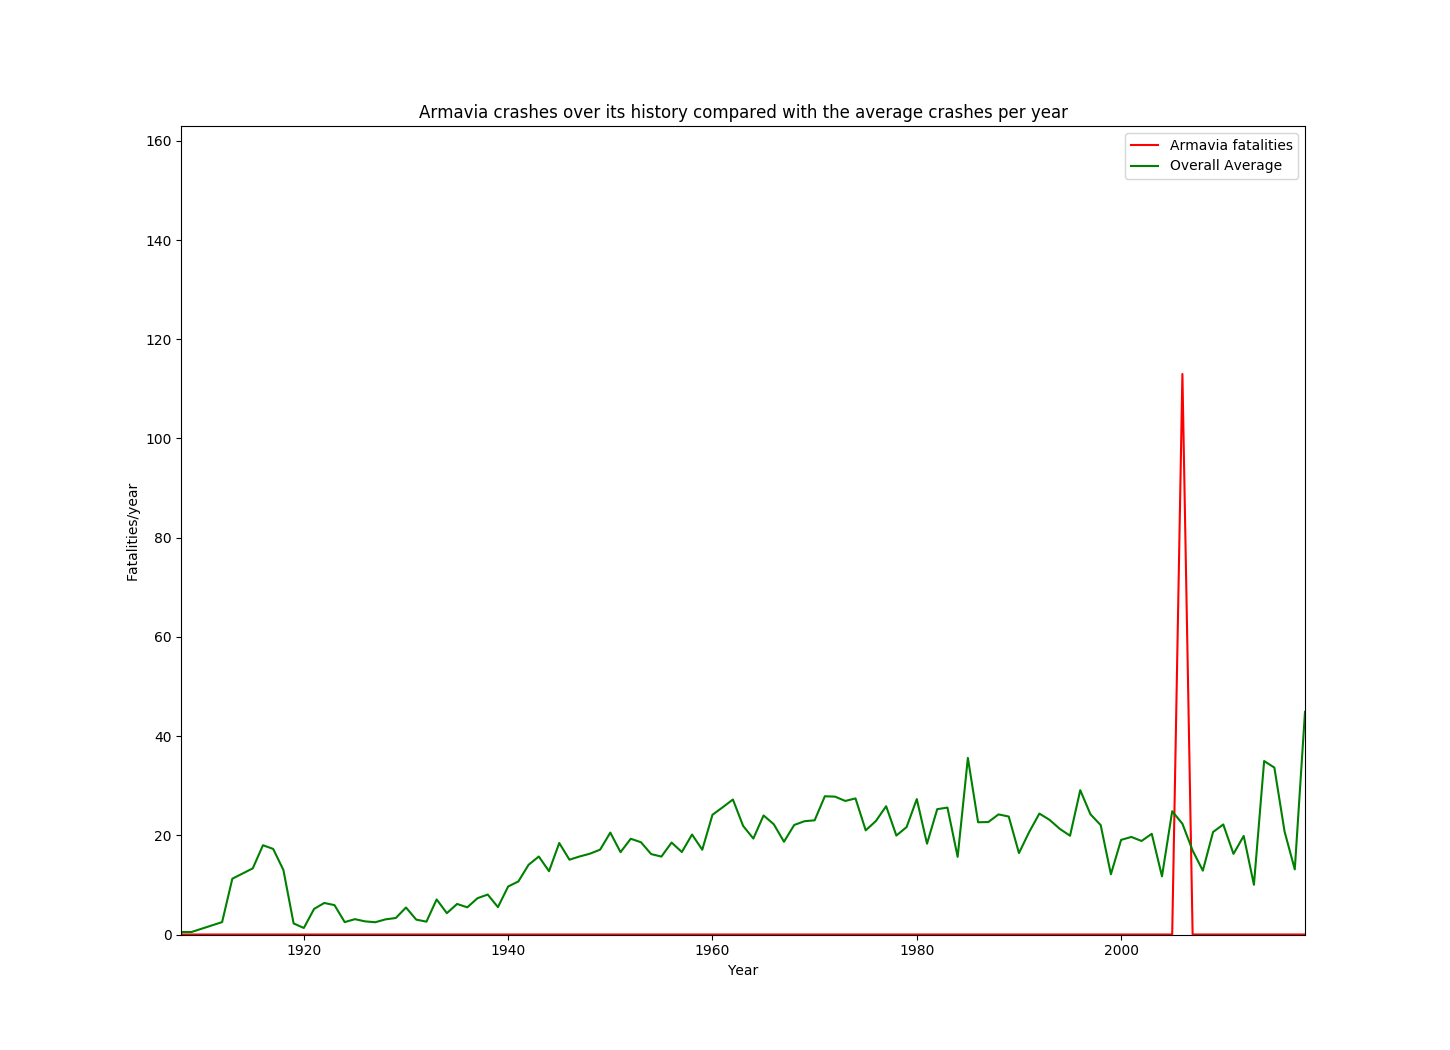 Armavia crashes over its history compared with the average crashes per year
Armavia fatalities
Overall Average
160
140
120
100
80
60
40
20
0
Fatalities/year
1920 1940 1960 1980 2000
Year